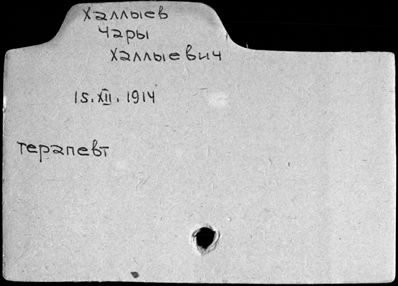 Халлыев
Чары
Халлыевич
15.XII.1914
терапевт